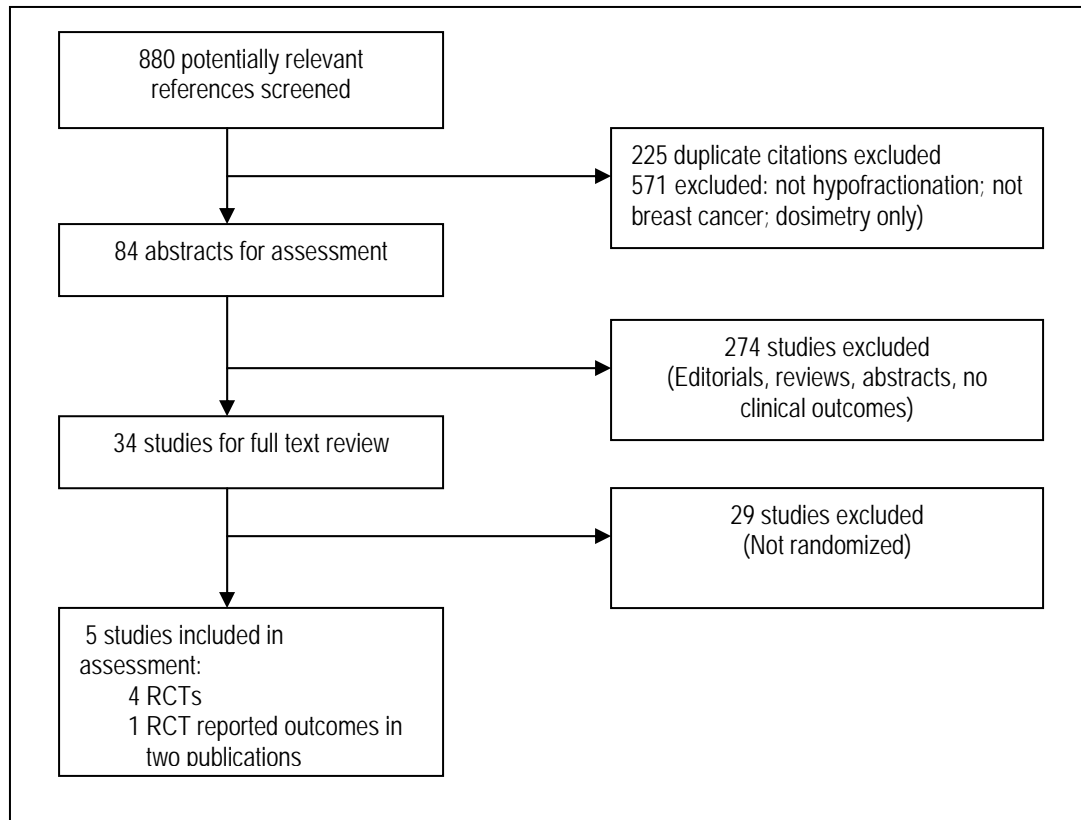 880 potentially relevant
references screened
225 duplicate citations excluded
571 excluded: not hypofractionation; not
breast cancer; dosimetry only)
84 abstracts for assessment
274 studies excluded
(Editorials, reviews, abstracts, no
clinical outcomes)
34 studies for full text review
29 studies excluded
(Not randomized)
5 studies included in
assessment:
4 RCTs
1 RCT reported outcomes in
two publications